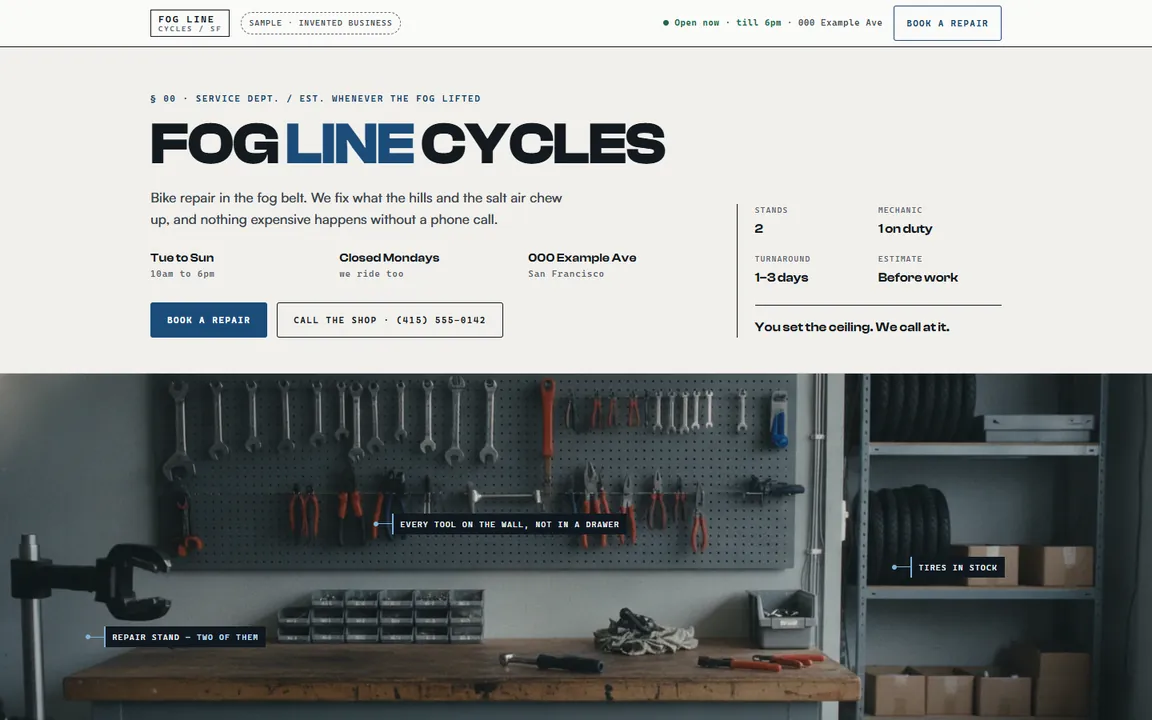 FOG LINE
CYCLES / SF
SAMPLE · INVENTED BUSINESS
Open now · till 6pm · 000 Example Ave
BOOK A REPAIR
§ 00 · SERVICE DEPT. / EST. WHENEVER THE FOG LIFTED
FOG LINE CYCLES
Bike repair in the fog belt. We fix what the hills and the salt air chew
up, and nothing expensive happens without a phone call.
Tue to Sun
10am to 6pm
Closed Mondays
we ride too
000 Example Ave
San Francisco
BOOK A REPAIR
CALL THE SHOP · (415) 555-0142
STANDS
2
MECHANIC
1 on duty
TURNAROUND
1–3 days
ESTIMATE
Before work
You set the ceiling. We call at it.
EVERY TOOL ON THE WALL, NOT IN A DRAWER
TIRES IN STOCK
REPAIR STAND — TWO OF THEM